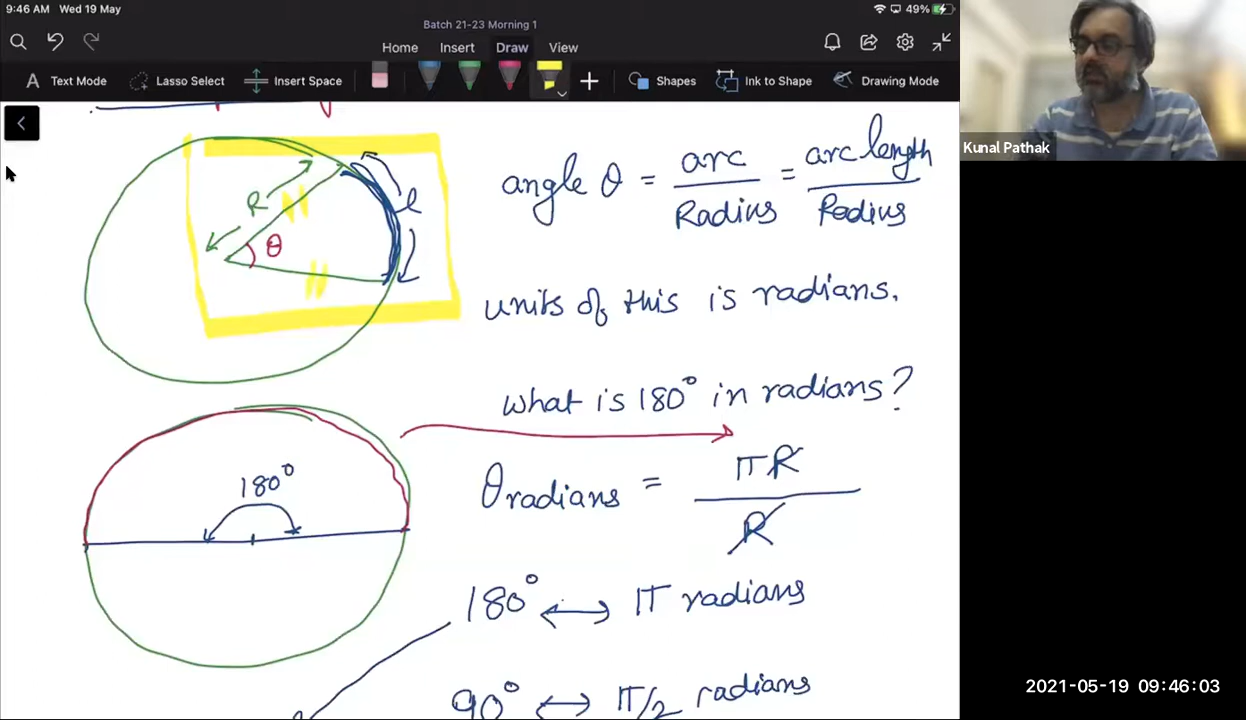 9:46 AM Wed 19 May
49%
Batch 21-23 Morning 1
Home Insert Draw View
Text Mode Lasso Select Insert Space Shapes Ink to Shape Drawing Mode
Kunal Pathak
R θ l
angle θ = arc / Radius = arc length / Radius
units of this is radians.
what is 180° in radians?
180°
θ radians = πR / R
180° ↔ π radians
90° ↔ π/2 radians
2021-05-19 09:46:03